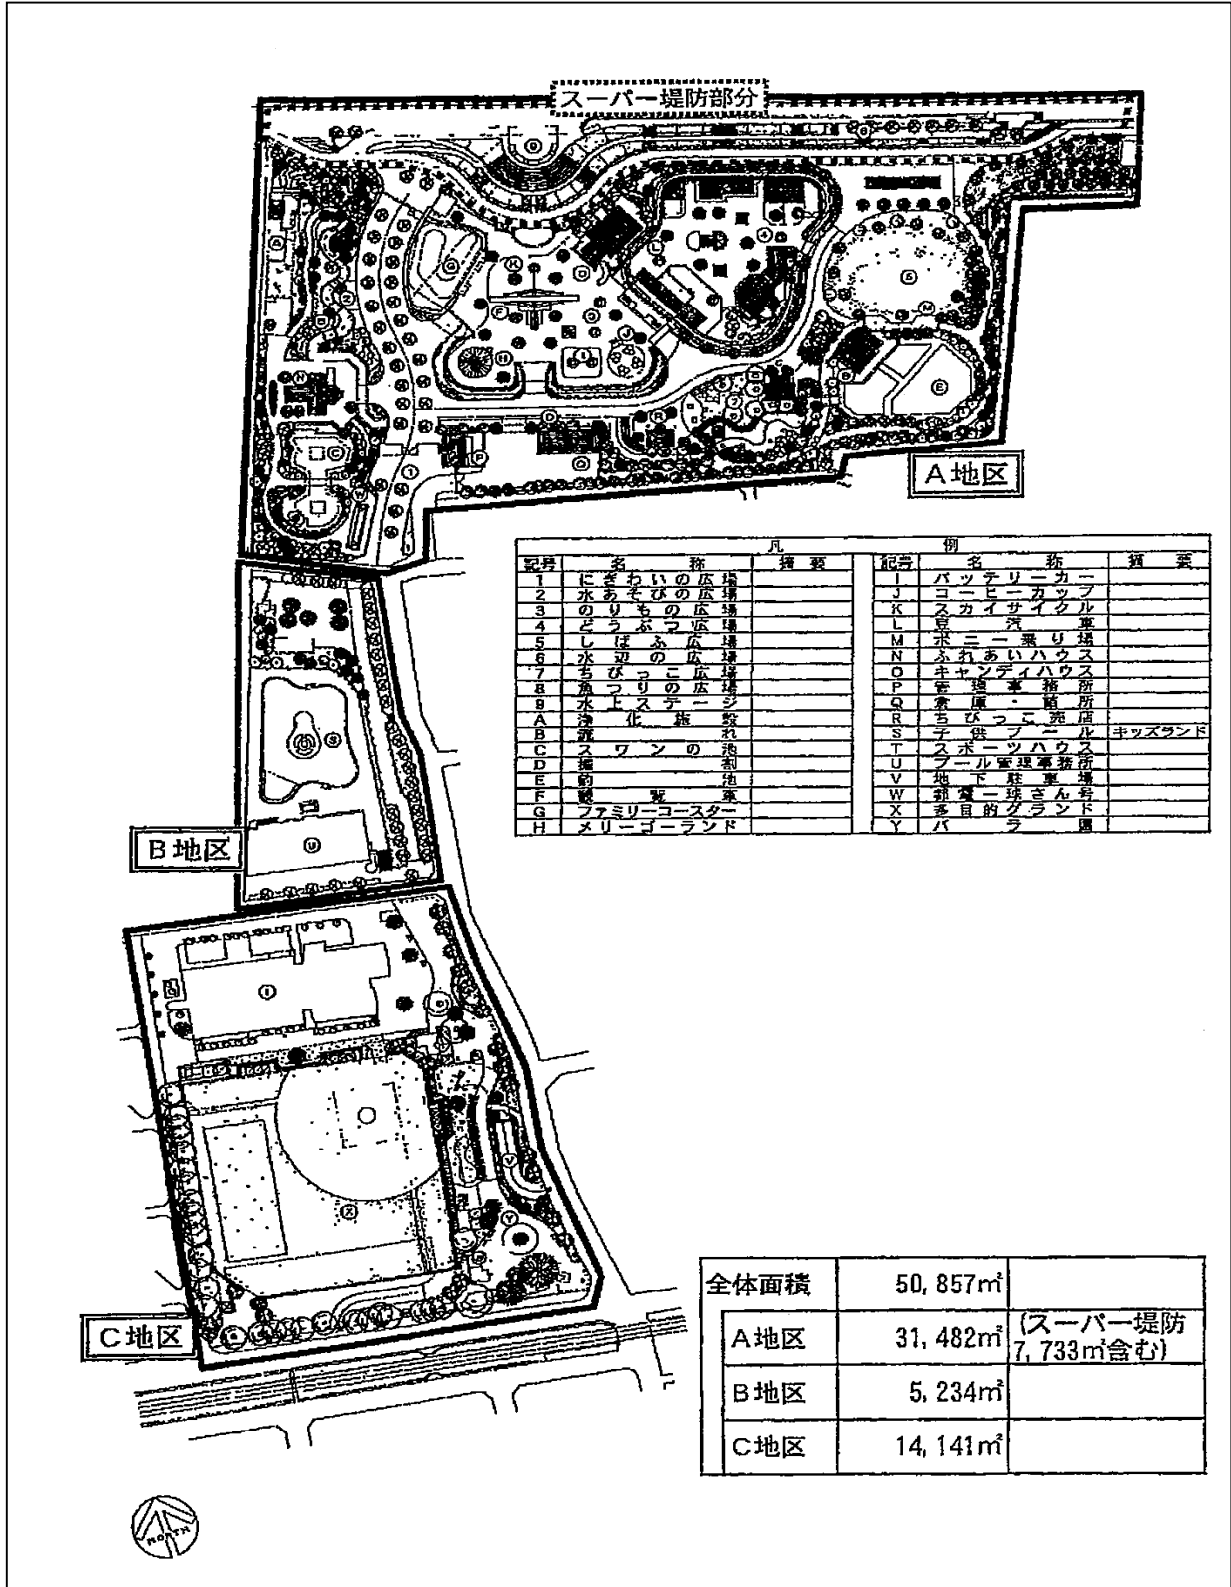 スーパー堤防部分
A地区
凡 例
記号 名 称 摘 要 記号 名 称 摘 要
1 にぎわいの広場 I バッテリーカー
2 水あそびの広場 J コーヒーカップ
3 のりもの広場 K スカイサイクル
4 どうぶつ広場 L 豆汽車
5 しばふ広場 M ポニー乗り場
6 水辺の広場 N ふれあいハウス
7 ちびっこ広場 O キャンディハウス
8 魚つりの広場 P 管理事務所
9 水上ステージ Q 倉庫・詰所
A 浄化施設 R ちびっこ売店
B 流れ S 子供プール キッズランド
C スワンの池 T スポーツハウス
D 掘割 U プール管理事務所
E 釣池 V 地下駐車場
F 観覧車 W 都電一球さん号
G ファミリーコースター X 多目的グランド
H メリーゴーランド Y バラ園
B地区
C地区
全体面積 50,857㎡
A地区 31,482㎡ (スーパー堤防
7,733㎡含む)
B地区 5,234㎡
C地区 14,141㎡
NORTH